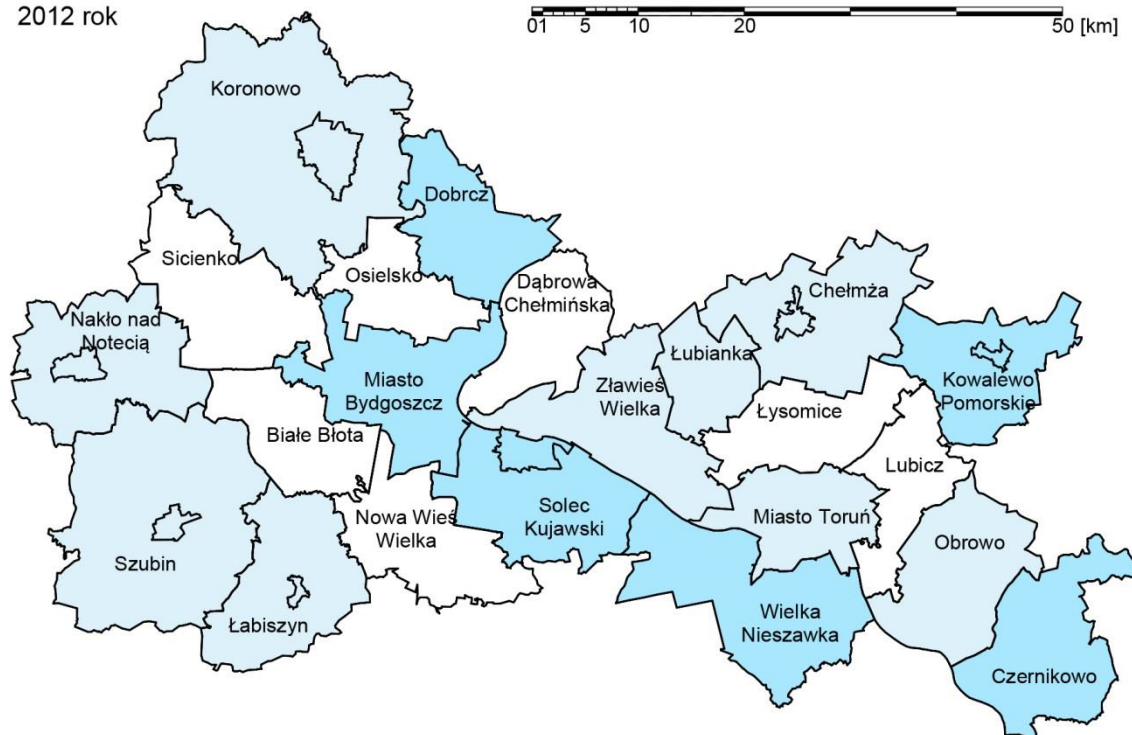 2012 rok
01 5 10 20 50 [km]
Koronowo
Dobrcz
Sicienko
Osielsko
Dąbrowa
Chełmińska
Chełmża
Nakło nad
Notecią
Łubianka
Miasto
Bydgoszcz
Zławieś
Wielka
Kowalewo
Pomorskie
Łysomice
Białe Błota
Lubicz
Solec
Kujawski
Nowa Wieś
Wielka
Miasto Toruń
Obrowo
Szubin
Łabiszyn
Wielka
Nieszawka
Czernikowo